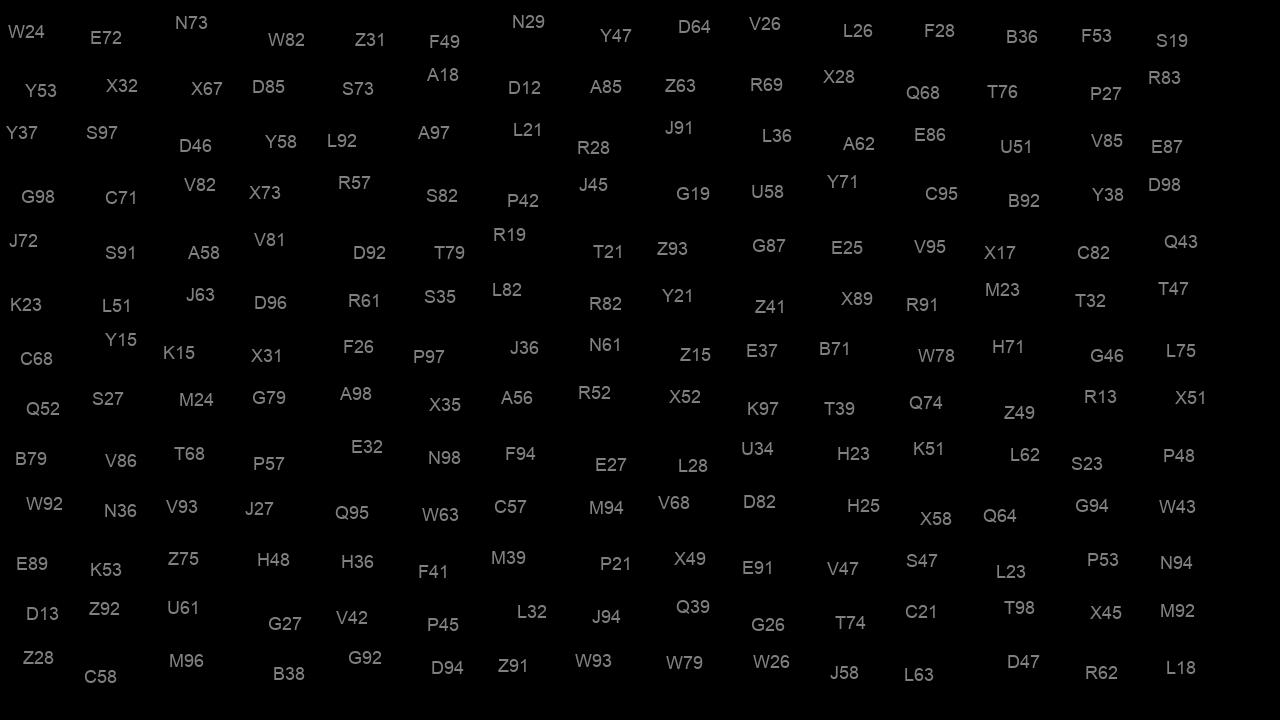 W24 E72 N73 W82 Z31 F49 N29 Y47 D64 V26 L26 F28 B36 F53 S19
Y53 X32 X67 D85 S73 A18 D12 A85 Z63 R69 X28 Q68 T76 P27 R83
Y37 S97 D46 Y58 L92 A97 L21 R28 J91 L36 A62 E86 U51 V85 E87
G98 C71 V82 X73 R57 S82 P42 J45 G19 U58 Y71 C95 B92 Y38 D98
J72 S91 A58 V81 D92 T79 R19 T21 Z93 G87 E25 V95 X17 C82 Q43
K23 L51 J63 D96 R61 S35 L82 R82 Y21 Z41 X89 R91 M23 T32 T47
C68 Y15 K15 X31 F26 P97 J36 N61 Z15 E37 B71 W78 H71 G46 L75
Q52 S27 M24 G79 A98 X35 A56 R52 X52 K97 T39 Q74 Z49 R13 X51
B79 V86 T68 P57 E32 N98 F94 E27 L28 U34 H23 K51 L62 S23 P48
W92 N36 V93 J27 Q95 W63 C57 M94 V68 D82 H25 X58 Q64 G94 W43
E89 K53 Z75 H48 H36 F41 M39 P21 X49 E91 V47 S47 L23 P53 N94
D13 Z92 U61 G27 V42 P45 L32 J94 Q39 G26 T74 C21 T98 X45 M92
Z28 C58 M96 B38 G92 D94 Z91 W93 W79 W26 J58 L63 D47 R62 L18